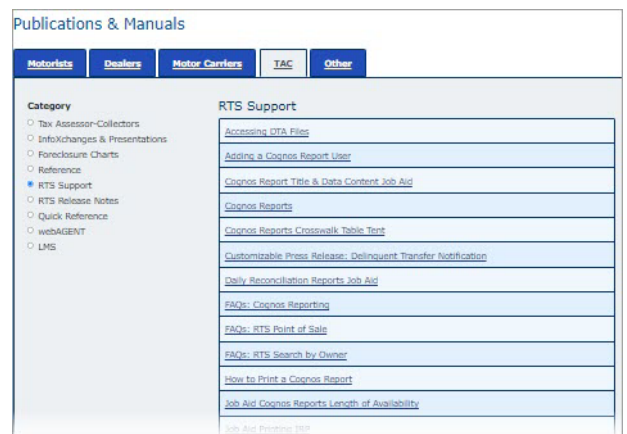 Publications & Manuals
Motorists
Dealers
Motor Carriers
TAC
Other
Category
Tax Assessor-Collectors
InfoXchanges & Presentations
Foreclosure Charts
Reference
RTS Support
RTS Release Notes
Quick Reference
webAGENT
LMS
RTS Support
Accessing DTA Files
Adding a Cognos Report User
Cognos Report Title & Data Content Job Aid
Cognos Reports
Cognos Reports Crosswalk Table Tent
Customizable Press Release: Delinquent Transfer Notification
Daily Reconciliation Reports Job Aid
FAQs: Cognos Reporting
FAQs: RTS Point of Sale
FAQs: RTS Search by Owner
How to Print a Cognos Report
Job Aid Cognos Reports Length of Availability
Job Aid Printing IRP